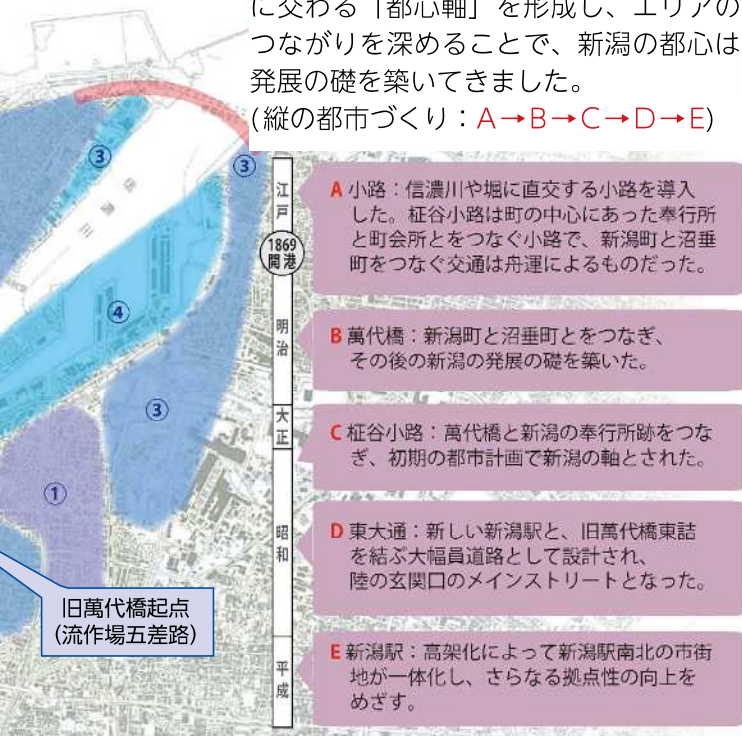 に交わる「都心軸」を形成し、エリアの
つながりを深めることで、新潟の都心は
発展の礎を築いてきました。
(縦の都市づくり：A→B→C→D→E)
③
③
信濃川
④
③
①
旧萬代橋起点
(流作場五差路)
江戸
1869
開港
明治
大正
昭和
平成
A 小路：信濃川や堀に直交する小路を導入
した。柾谷小路は町の中心にあった奉行所
と町会所とをつなぐ小路で、新潟町と沼垂
町をつなぐ交通は舟運によるものだった。
B 萬代橋：新潟町と沼垂町とをつなぎ、
その後の新潟の発展の礎を築いた。
C 柾谷小路：萬代橋と新潟の奉行所跡をつな
ぎ、初期の都市計画で新潟の軸とされた。
D 東大通：新しい新潟駅と、旧萬代橋東詰
を結ぶ大幅員道路として設計され、
陸の玄関口のメインストリートとなった。
E 新潟駅：高架化によって新潟駅南北の市街
地が一体化し、さらなる拠点性の向上を
めざす。